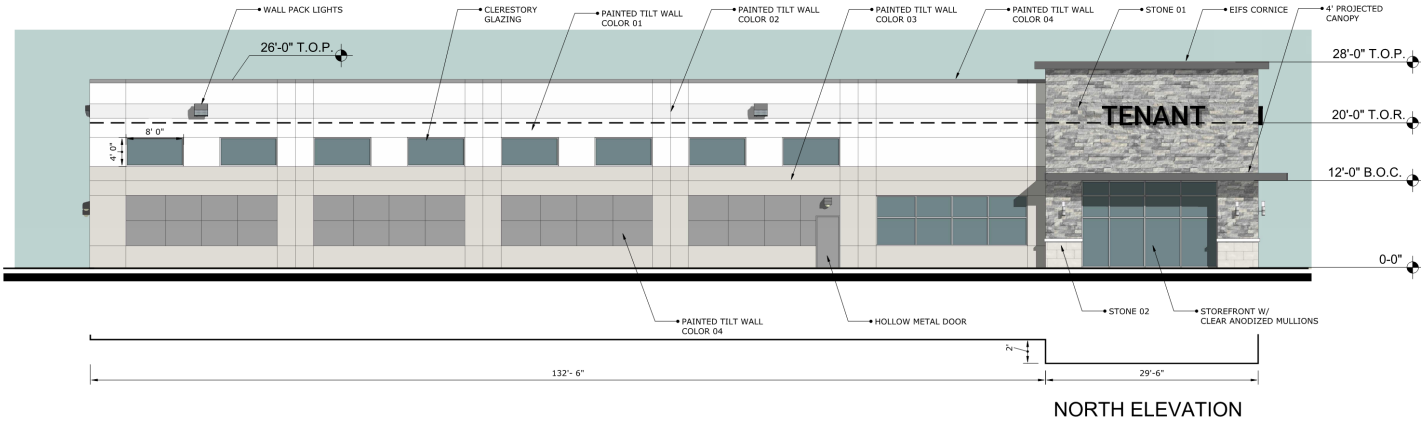 WALL PACK LIGHTS
CLERESTORY
GLAZING
PAINTED TILT WALL
COLOR 01
PAINTED TILT WALL
COLOR 02
PAINTED TILT WALL
COLOR 03
PAINTED TILT WALL
COLOR 04
STONE 01
EIFS CORNICE
4' PROJECTED
CANOPY
26'-0" T.O.P.
28'-0" T.O.P.
TENANT
20'-0" T.O.R.
8' 0"
4' 0"
12'-0" B.O.C.
0-0"
PAINTED TILT WALL
COLOR 04
HOLLOW METAL DOOR
STONE 02
STOREFRONT W/
CLEAR ANODIZED MULLIONS
2'
132'- 6"
29'-6"
NORTH ELEVATION